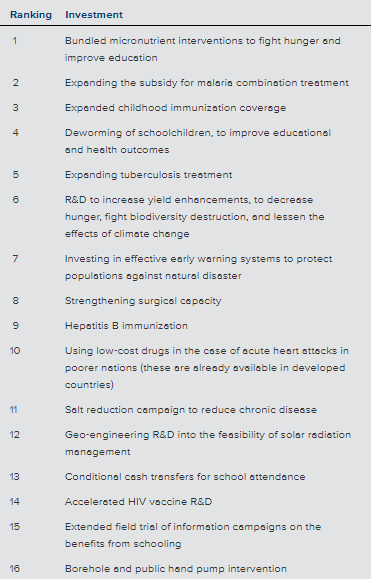 Ranking Investment
1 Bundled micronutrient interventions to fight hunger and
improve education
2 Expanding the subsidy for malaria combination treatment
3 Expanded childhood immunization coverage
4 Deworming of schoolchildren, to improve educational
and health outcomes
5 Expanding tuberculosis treatment
6 R&D to increase yield enhancements, to decrease
hunger, fight biodiversity destruction, and lessen the
effects of climate change
7 Investing in effective early warning systems to protect
populations against natural disaster
8 Strengthening surgical capacity
9 Hepatitis B immunization
10 Using low-cost drugs in the case of acute heart attacks in
poorer nations (these are already available in developed
countries)
11 Salt reduction campaign to reduce chronic disease
12 Geo-engineering R&D into the feasibility of solar radiation
management
13 Conditional cash transfers for school attendance
14 Accelerated HIV vaccine R&D
15 Extended field trial of information campaigns on the
benefits from schooling
16 Borehole and public hand pump intervention